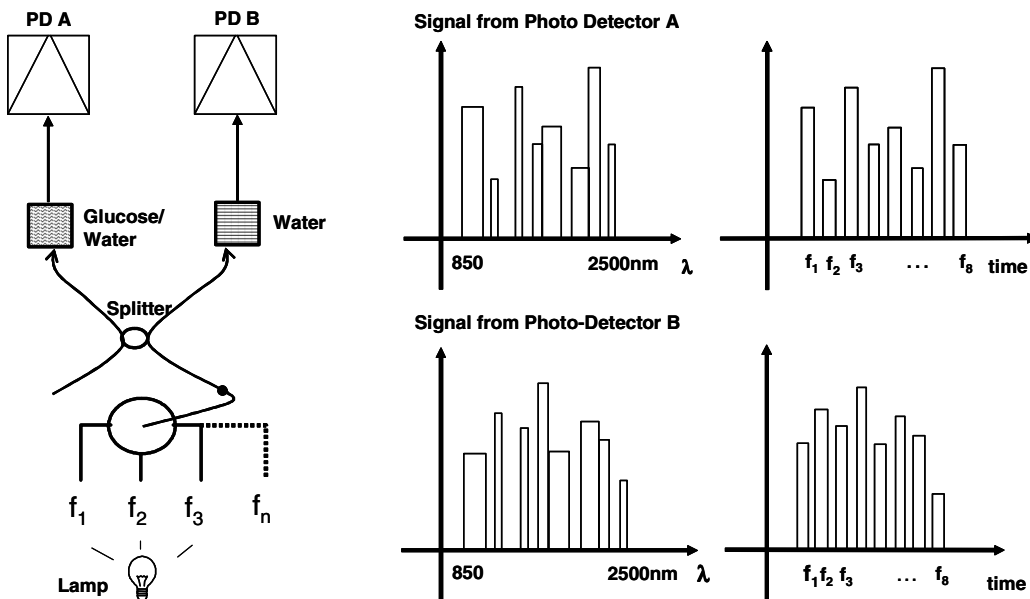 PD A
PD B
Glucose/
Water
Water
Splitter
f1
f2
f3
fn
Lamp
Signal from Photo Detector A
850
2500nm
λ
f1
f2
f3
...
f8
time
Signal from Photo-Detector B
850
2500nm
λ
f1
f2
f3
...
f8
time